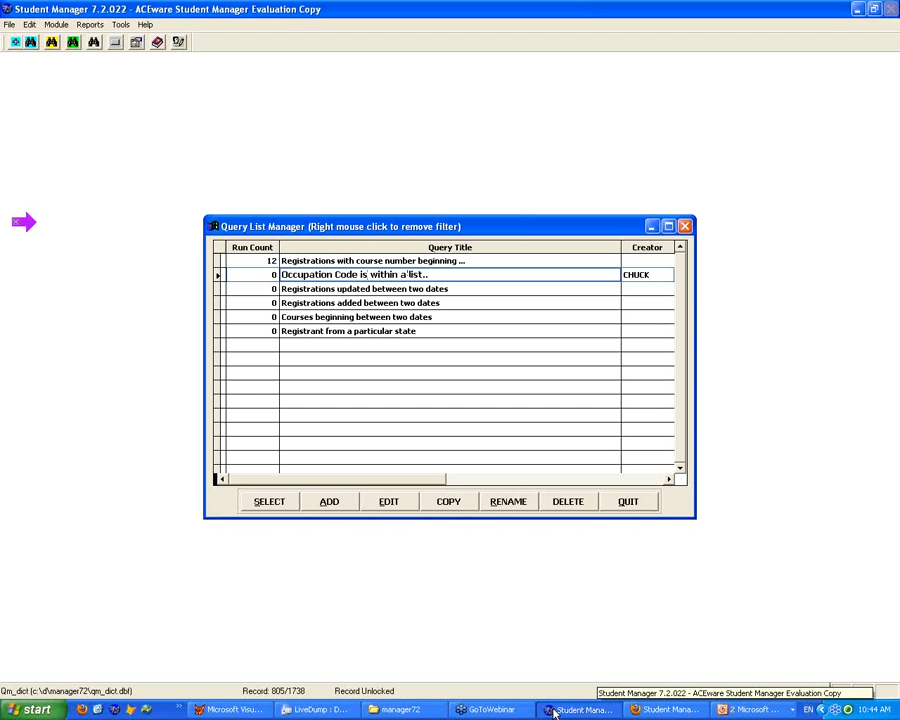 Student Manager 7.2.022 - ACEware Student Manager Evaluation Copy
File Edit Module Reports Tools Help
Query List Manager (Right mouse click to remove filter)
Run Count Query Title Creator
12 Registrations with course number beginning ...
0 Occupation Code is within a list.. CHUCK
0 Registrations updated between two dates
0 Registrations added between two dates
0 Courses beginning between two dates
0 Registrant from a particular state
SELECT ADD EDIT COPY RENAME DELETE QUIT
Qm_dict (c:\d\manager72\qm_dict.dbf) Record: 805/1738 Record Unlocked
Student Manager 7.2.022 - ACEware Student Manager Evaluation Copy
start Microsoft Visu... LiveDump : D... manager72 GoToWebinar Student Mana... Student Mana... 2 Microsoft ... EN 10:44 AM